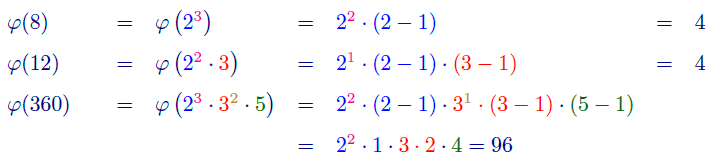 φ(8) = φ(2³) = 2² · (2 − 1) = 4
φ(12) = φ(2² · 3) = 2¹ · (2 − 1) · (3 − 1) = 4
φ(360) = φ(2³ · 3² · 5) = 2² · (2 − 1) · 3¹ · (3 − 1) · (5 − 1)
= 2² · 1 · 3 · 2 · 4 = 96